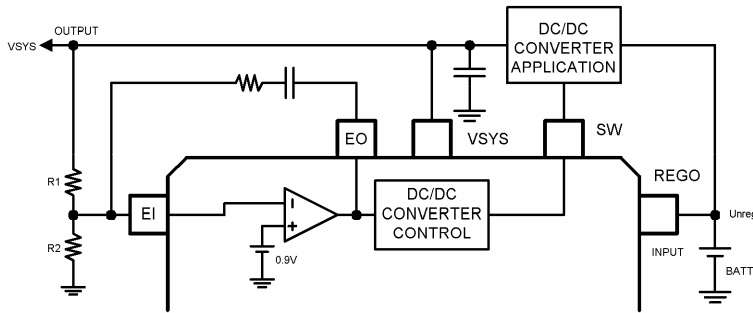 OUTPUT
VSYS
DC/DC
CONVERTER
APPLICATION
EO
VSYS
SW
R1
REGO
DC/DC
CONVERTER
CONTROL
EI
Unreg
R2
0.9V
INPUT
BATT